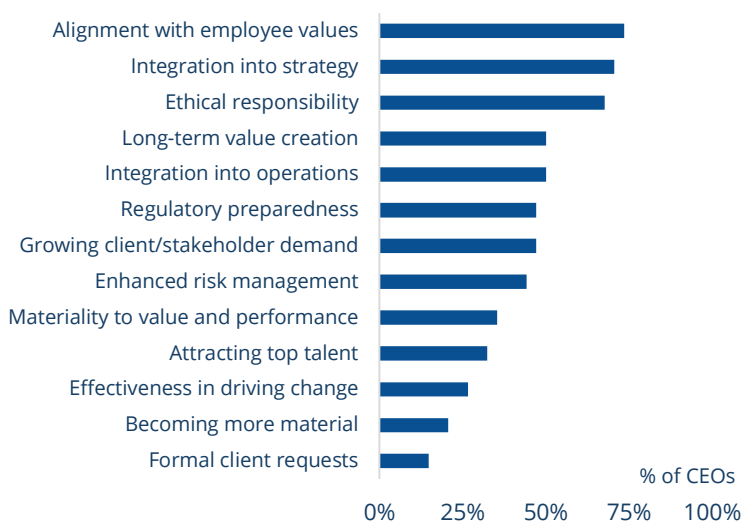 Alignment with employee values
Integration into strategy
Ethical responsibility
Long-term value creation
Integration into operations
Regulatory preparedness
Growing client/stakeholder demand
Enhanced risk management
Materiality to value and performance
Attracting top talent
Effectiveness in driving change
Becoming more material
Formal client requests
% of CEOs
0% 25% 50% 75% 100%